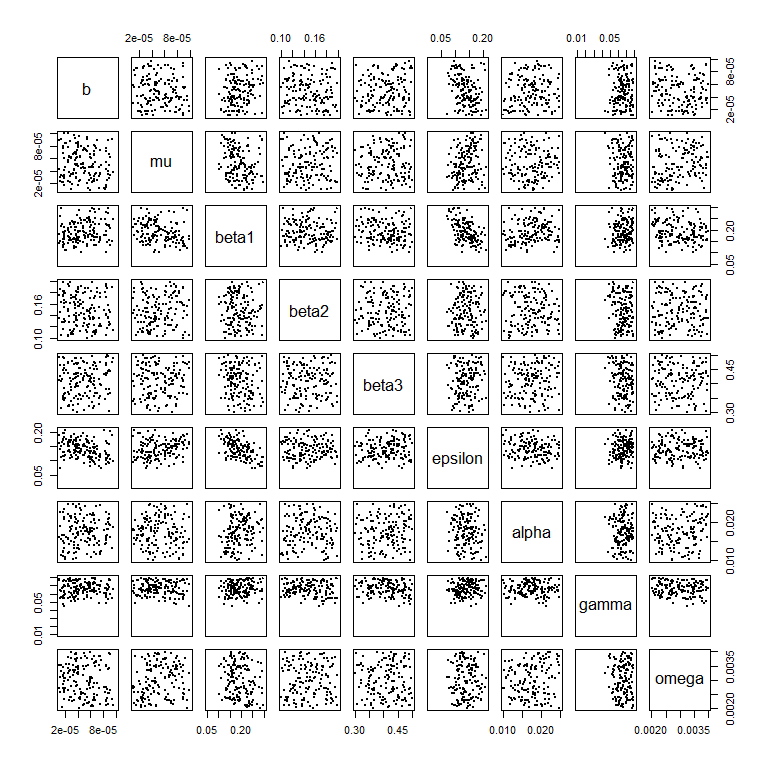 2e-05 8e-05 0.10 0.16 0.05 0.20 0.01 0.05
b 2e-05 8e-05
2e-05 8e-05 mu
beta1 0.05 0.20
0.10 0.16 beta2
beta3 0.30 0.45
0.05 0.20 epsilon
alpha 0.010 0.020
0.01 0.05 gamma
omega 0.0020 0.0035
2e-05 8e-05 0.05 0.20 0.30 0.45 0.010 0.020 0.0020 0.0035